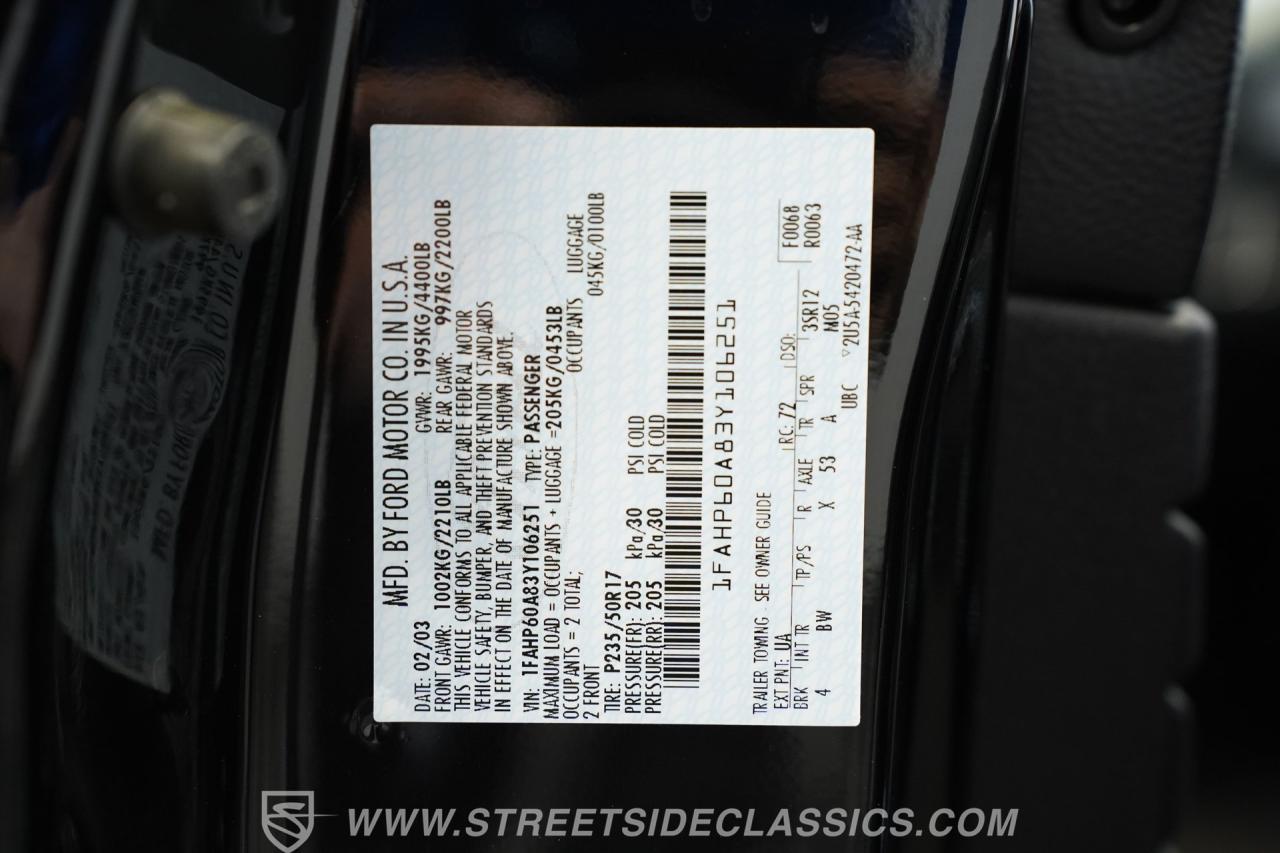 MFD. BY FORD MOTOR CO. IN U.S.A.
DATE: 02/03 GVWR: 1995KG/4400LB
FRONT GAWR: 1002KG/2210LB REAR GAWR: 997KG/2200LB
THIS VEHICLE CONFORMS TO ALL APPLICABLE FEDERAL MOTOR
VEHICLE SAFETY, BUMPER, AND THEFT PREVENTION STANDARDS
IN EFFECT ON THE DATE OF MANUFACTURE SHOWN ABOVE.
VIN: 1FAHP60A83Y106251 TYPE: PASSENGER
MAXIMUM LOAD = OCCUPANTS + LUGGAGE =205KG/0453LB
OCCUPANTS = 2 TOTAL; OCCUPANTS LUGGAGE
2 FRONT 045KG/0100LB
TIRE: P235/50R17
PRESSURE(FR): 205 kPa/30 PSI COLD
PRESSURE(RR): 205 kPa/30 PSI COLD
1FAHP60A83Y106251
TRAILER TOWING - SEE OWNER GUIDE
EXT PNT: UA RC: 72 DSO: F0068
BRK INT TR TP/PS R AXLE TR SPR 3SR12 R0063
4 BW X 53 A M05
UBC 2U5A-5420472-AA
WWW.STREETSIDECLASSICS.COM